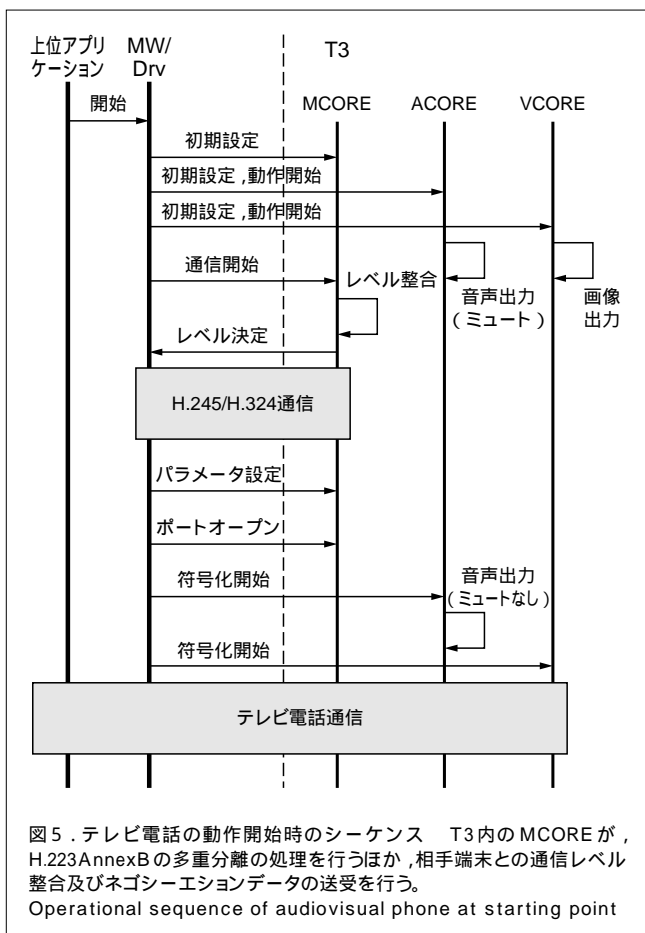 上位アプリ
ケーション
MW/
Drv
T3
MCORE
ACORE
VCORE
開始
初期設定
初期設定，動作開始
初期設定，動作開始
通信開始
レベル整合
音声出力
（ミュート）
画像
出力
レベル決定
H.245/H.324通信
パラメータ設定
ポートオープン
符号化開始
音声出力
（ミュートなし）
符号化開始
テレビ電話通信
図5．テレビ電話の動作開始時のシーケンス　T3内のMCOREが，
H.223AnnexBの多重分離の処理を行うほか，相手端末との通信レベル
整合及びネゴシーエションデータの送受を行う。
Operational sequence of audiovisual phone at starting point